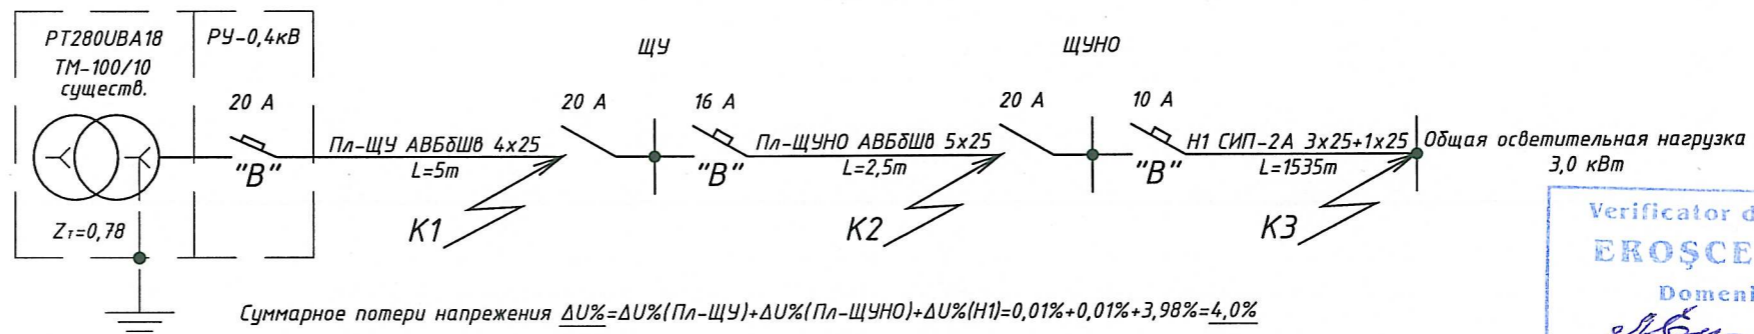 РТ280UBA18
ТМ-100/10
существ.
РУ-0,4кВ
20 А
"В"
Zт=0,78
Пл-ЩУ АВБбШв 4х25
L=5m
К1
ЩУ
20 А
16 А
"В"
Пл-ЩУНО АВБбШв 5х25
L=2,5m
К2
ЩУНО
20 А
10 А
"В"
Н1 СИП-2А 3х25+1х25
L=1535m
К3
Общая осветительная нагрузка
3,0 кВт
Суммарное потери напрежения ΔU%=ΔU%(Пл-ЩУ)+ΔU%(Пл-ЩУНО)+ΔU%(Н1)=0,01%+0,01%+3,98%=4,0%
Verificator d
EROȘCE
Domeni